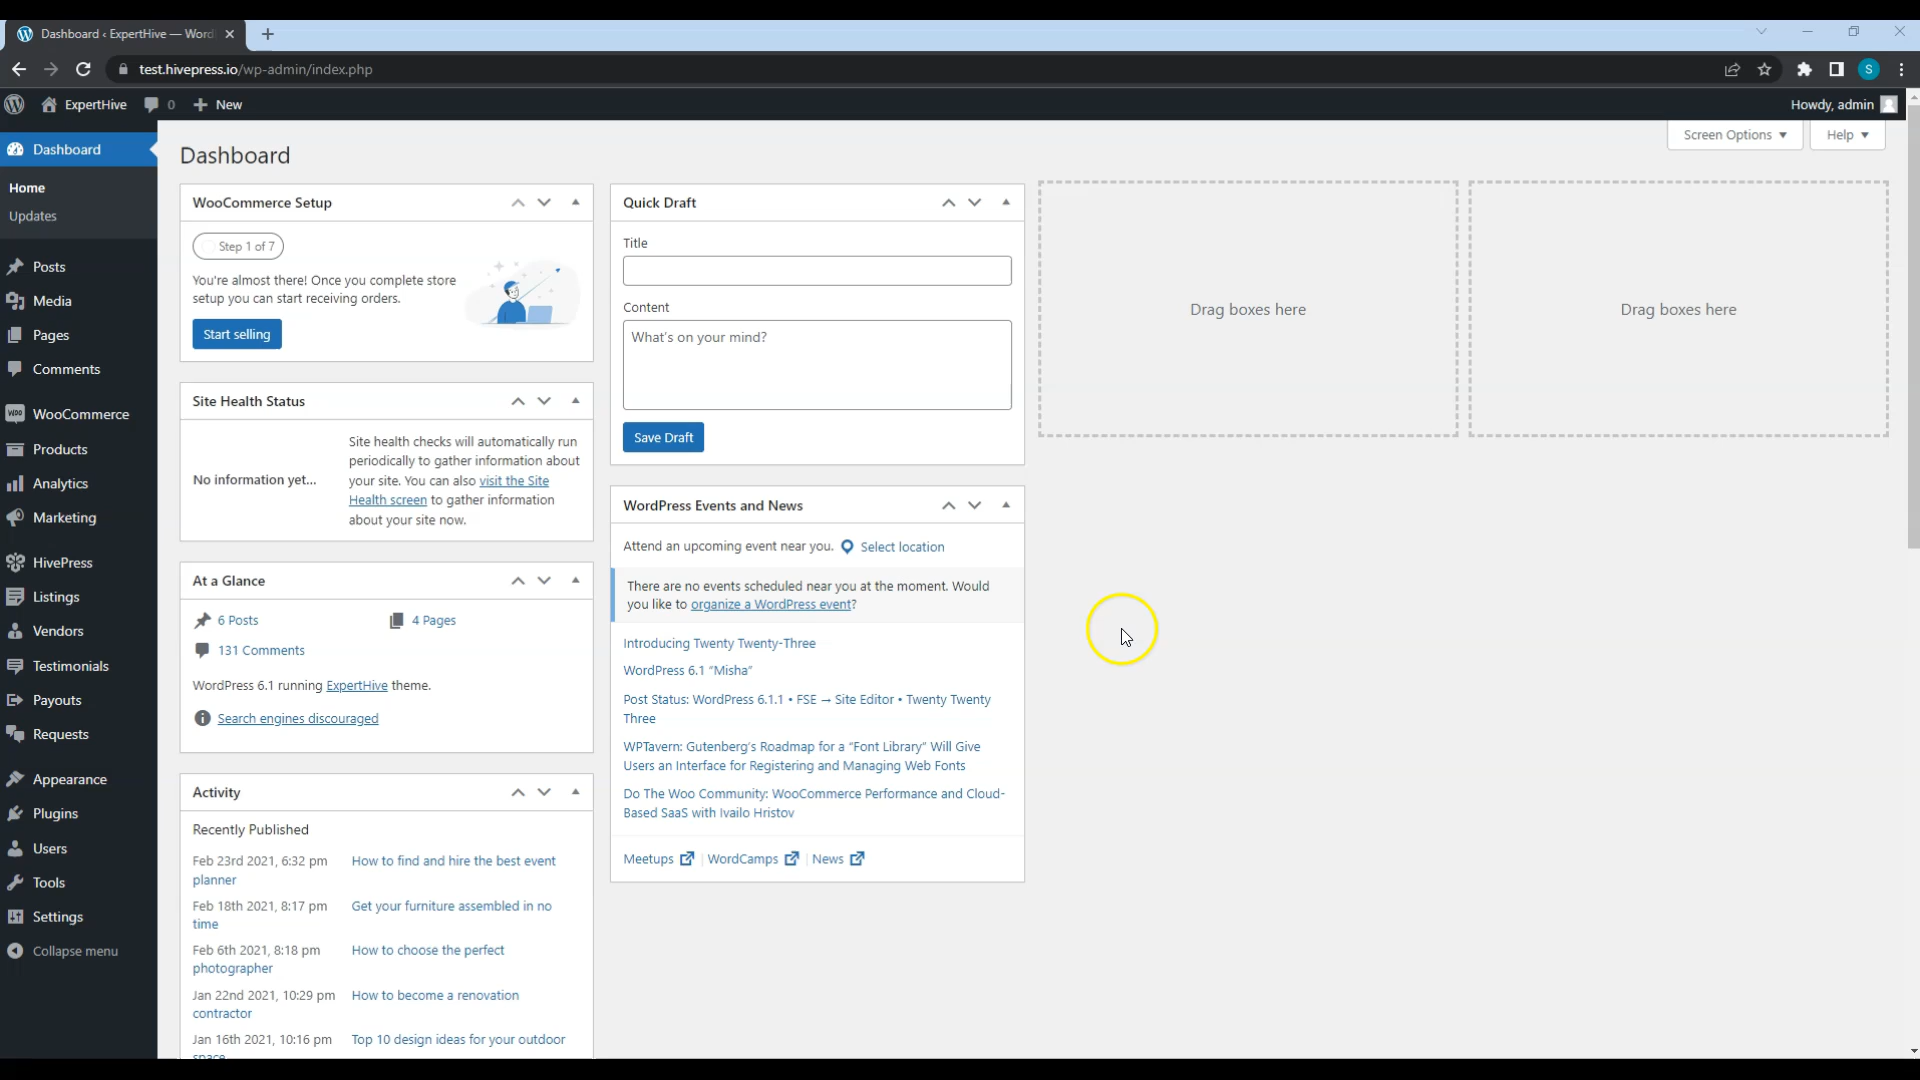 Dashboard ‹ ExpertHive — Word
test.hivepress.io/wp-admin/index.php
S
ExpertHive
0
New
Howdy, admin
Screen Options
Help
Dashboard
Home
Updates
Posts
Media
Pages
Comments
WooCommerce
Products
Analytics
Marketing
HivePress
Listings
Vendors
Testimonials
Payouts
Requests
Appearance
Plugins
Users
Tools
Settings
Collapse menu
Dashboard
WooCommerce Setup
Step 1 of 7
You're almost there! Once you complete store
setup you can start receiving orders.
Start selling
Site Health Status
No information yet...
Site health checks will automatically run
periodically to gather information about
your site. You can also visit the Site
Health screen to gather information
about your site now.
At a Glance
6 Posts
4 Pages
131 Comments
WordPress 6.1 running ExpertHive theme.
Search engines discouraged
Activity
Recently Published
Feb 23rd 2021, 6:32 pm How to find and hire the best event
planner
Feb 18th 2021, 8:17 pm Get your furniture assembled in no
time
Feb 6th 2021, 8:18 pm How to choose the perfect
photographer
Jan 22nd 2021, 10:29 pm How to become a renovation
contractor
Jan 16th 2021, 10:16 pm Top 10 design ideas for your outdoor
space
Quick Draft
Title
Content
What's on your mind?
Save Draft
WordPress Events and News
Attend an upcoming event near you. Select location
There are no events scheduled near you at the moment. Would
you like to organize a WordPress event?
Introducing Twenty Twenty-Three
WordPress 6.1 “Misha”
Post Status: WordPress 6.1.1 • FSE → Site Editor • Twenty Twenty
Three
WPTavern: Gutenberg's Roadmap for a “Font Library” Will Give
Users an Interface for Registering and Managing Web Fonts
Do The Woo Community: WooCommerce Performance and Cloud-
Based SaaS with Ivailo Hristov
Meetups | WordCamps | News
Drag boxes here
Drag boxes here